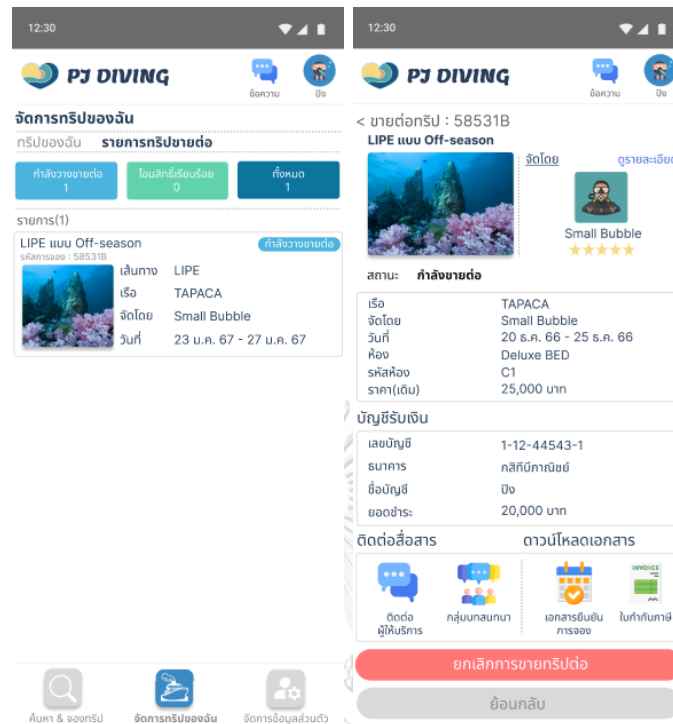 12:30
PJ DIVING
ข้อความ
ปิง
จัดการทริปของฉัน
ทริปของฉัน รายการทริปขายต่อ
กำลังวางขายต่อ
1
โอนสิทธิ์เรียบร้อย
0
ทั้งหมด
1
รายการ(1)
LIPE แบบ Off-season
กำลังวางขายต่อ
รหัสการจอง : 58531B
เส้นทาง LIPE
เรือ TAPACA
จัดโดย Small Bubble
วันที่ 23 ม.ค. 67 - 27 ม.ค. 67
ค้นหา & จองทริป
จัดการทริปของฉัน
จัดการข้อมูลส่วนตัว
12:30
PJ DIVING
ข้อความ
ปิง
< ขายต่อทริป : 58531B
LIPE แบบ Off-season
จัดโดย
ดูรายละเอียด
Small Bubble
สถานะ กำลังขายต่อ
เรือ TAPACA
จัดโดย Small Bubble
วันที่ 20 ธ.ค. 66 - 25 ธ.ค. 66
ห้อง Deluxe BED
รหัสห้อง C1
ราคา(เดิม) 25,000 บาท
บัญชีรับเงิน
เลขบัญชี 1-12-44543-1
ธนาคาร กสิทีบีภาณิชย์
ชื่อบัญชี ปิง
ยอดชำระ 20,000 บาท
ติดต่อสื่อสาร
ดาวน์โหลดเอกสาร
INVOICE
ติดต่อ
ผู้ให้บริการ
กลุ่มบทสนทนา
เอกสารยืนยัน
การจอง
ใบกำกับภาษี
ยกเลิกการขายทริปต่อ
ย้อนกลับ